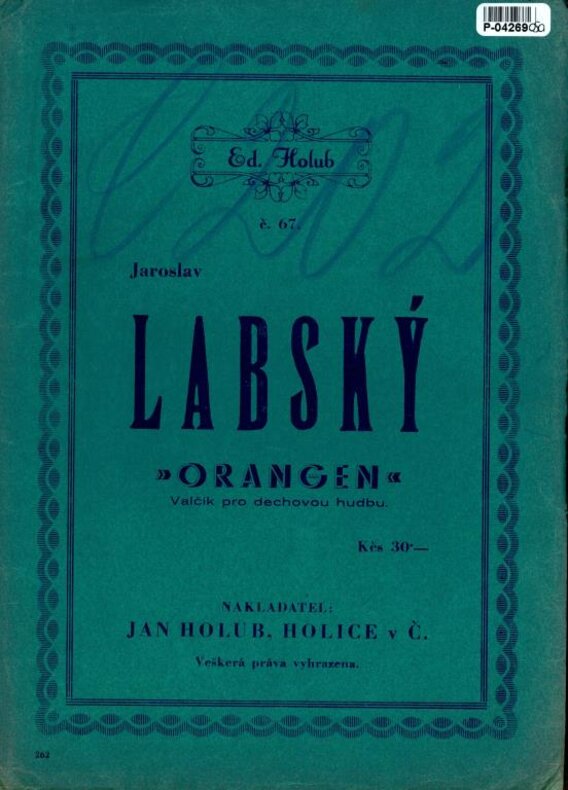 P-04269
Ed. Holub
č. 67.
Jaroslav
LABSKÝ
»ORANGEN«
Valčík pro dechovou hudbu.
Kčs 30·—
NAKLADATEL:
JAN HOLUB, HOLICE v Č.
Veškerá práva vyhrazena.
262